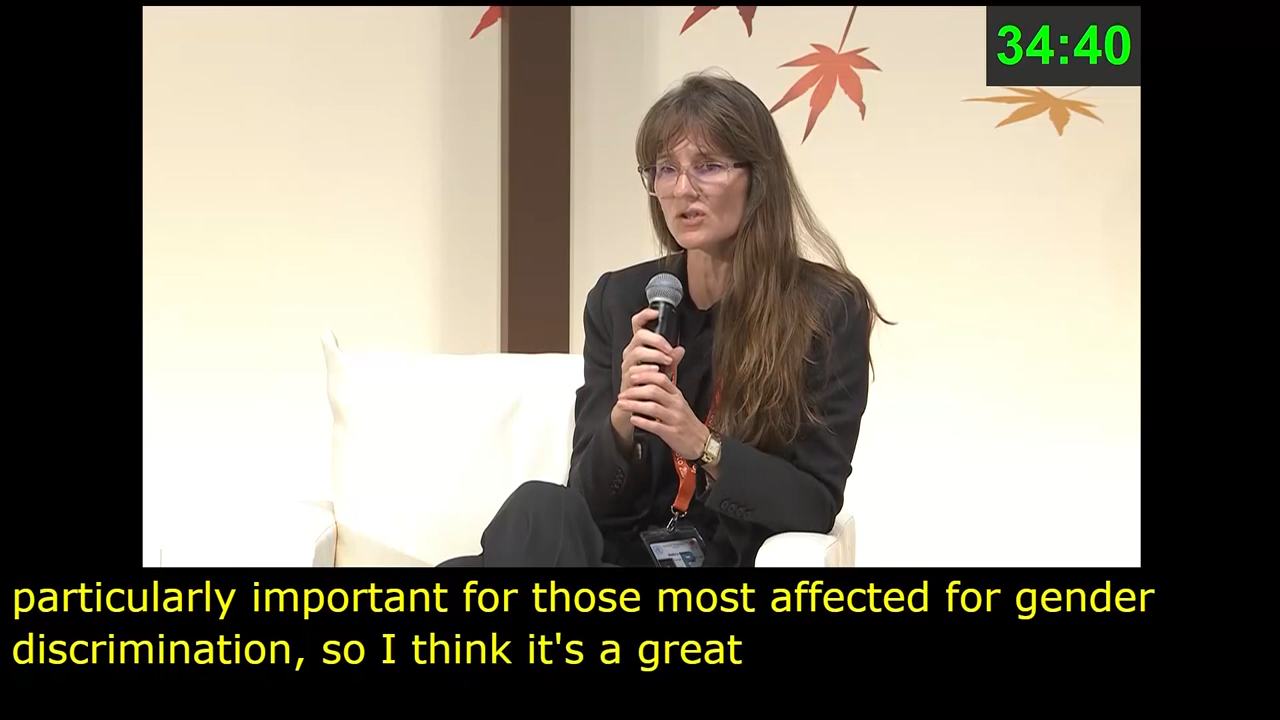 34:40
particularly important for those most affected for gender
discrimination, so I think it's a great